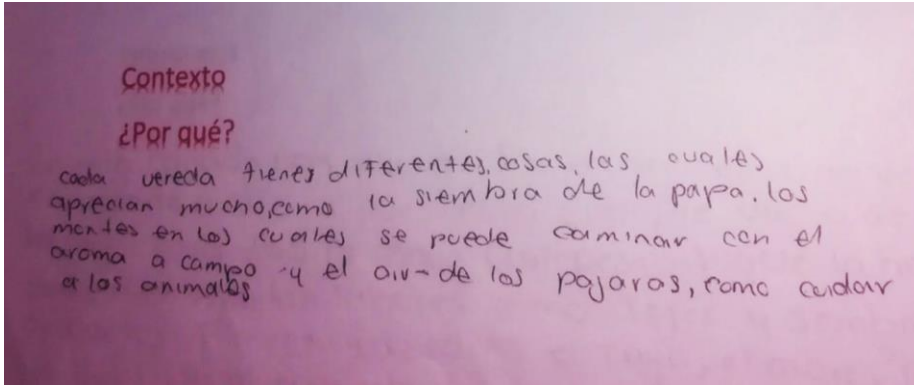 Contexto
¿Por qué?
cada vereda tienes diferentes, cosas, las cuales
aprecian mucho, como la siembra de la papa. los
montes en los cuales se puede caminar con el
aroma a campo y el air-de los pajaros, como cuidar
a los animales